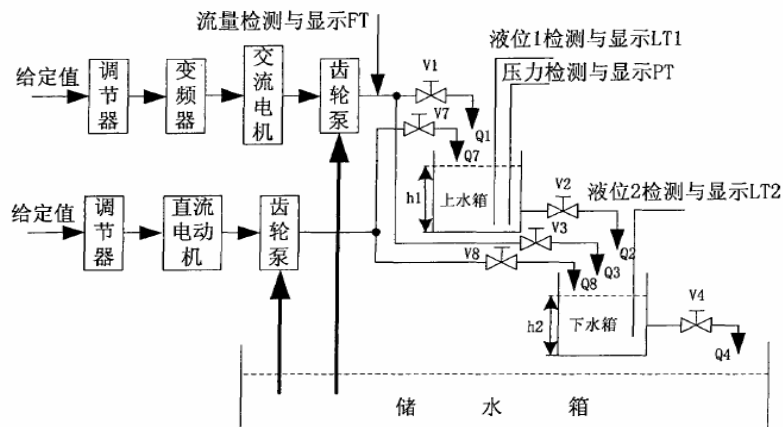 流量检测与显示FT
液位1检测与显示LT1
压力检测与显示PT
给定值
调节器
变频器
交流电机
齿轮泵
V1
V7
Q1
Q7
h1
上水箱
V2
液位2检测与显示LT2
给定值
调节器
直流电动机
齿轮泵
V3
V8
Q2
Q3
Q8
h2
下水箱
V4
Q4
储水箱